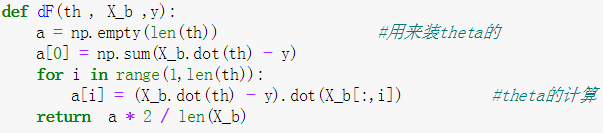 def dF(th , X_b ,y):
    a = np.empty(len(th))                    #用来装theta的
    a[0] = np.sum(X_b.dot(th) - y)
    for i in range(1,len(th)):
        a[i] = (X_b.dot(th) - y).dot(X_b[:,i])            #theta的计算
    return  a * 2 / len(X_b)